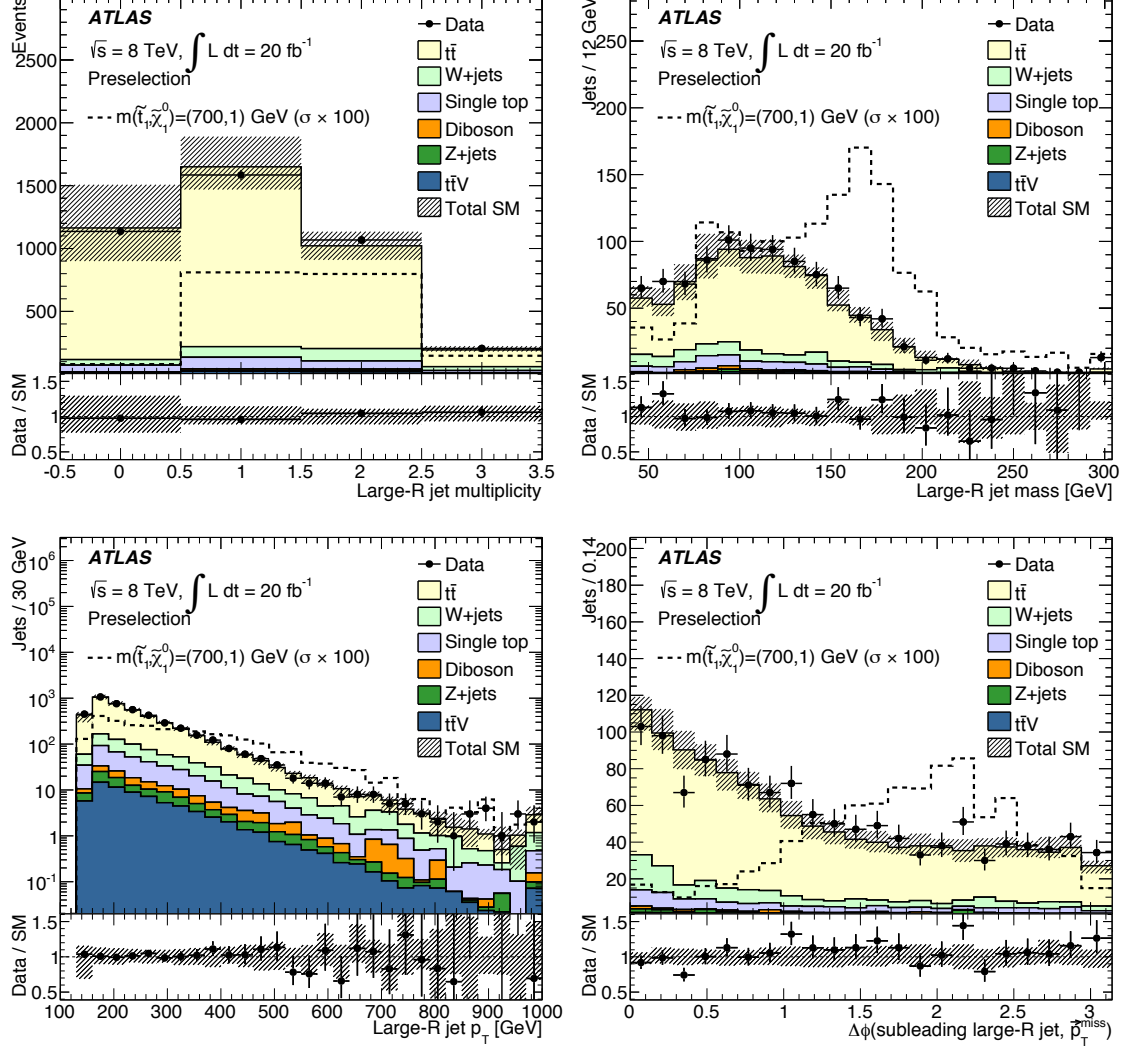 Events
ATLAS
√s = 8 TeV, ∫ L dt = 20 fb⁻¹
Preselection
m(t̃₁,χ̃₁⁰)=(700,1) GeV (σ × 100)
Data
tt̄
W+jets
Single top
Diboson
Z+jets
tt̄V
Total SM
2500
2000
1500
1000
500
Data / SM
1.5
1
0.5
-0.5 0 0.5 1 1.5 2 2.5 3 3.5
Large-R jet multiplicity
Jets / 12 GeV
ATLAS
√s = 8 TeV, ∫ L dt = 20 fb⁻¹
Preselection
m(t̃₁,χ̃₁⁰)=(700,1) GeV (σ × 100)
Data
tt̄
W+jets
Single top
Diboson
Z+jets
tt̄V
Total SM
250
200
150
100
50
Data / SM
1.5
1
0.5
50 100 150 200 250 300
Large-R jet mass [GeV]
Jets / 30 GeV
ATLAS
√s = 8 TeV, ∫ L dt = 20 fb⁻¹
Preselection
m(t̃₁,χ̃₁⁰)=(700,1) GeV (σ × 100)
Data
tt̄
W+jets
Single top
Diboson
Z+jets
tt̄V
Total SM
10⁶
10⁵
10⁴
10³
10²
10
1
10⁻¹
Data / SM
1.5
1
0.5
100 200 300 400 500 600 700 800 900 1000
Large-R jet p_T [GeV]
Jets / 0.14
ATLAS
√s = 8 TeV, ∫ L dt = 20 fb⁻¹
Preselection
m(t̃₁,χ̃₁⁰)=(700,1) GeV (σ × 100)
Data
tt̄
W+jets
Single top
Diboson
Z+jets
tt̄V
Total SM
200
180
160
140
120
100
80
60
40
20
Data / SM
1.5
1
0.5
0 0.5 1 1.5 2 2.5 3
Δϕ(subleading large-R jet, p⃗_T^miss)